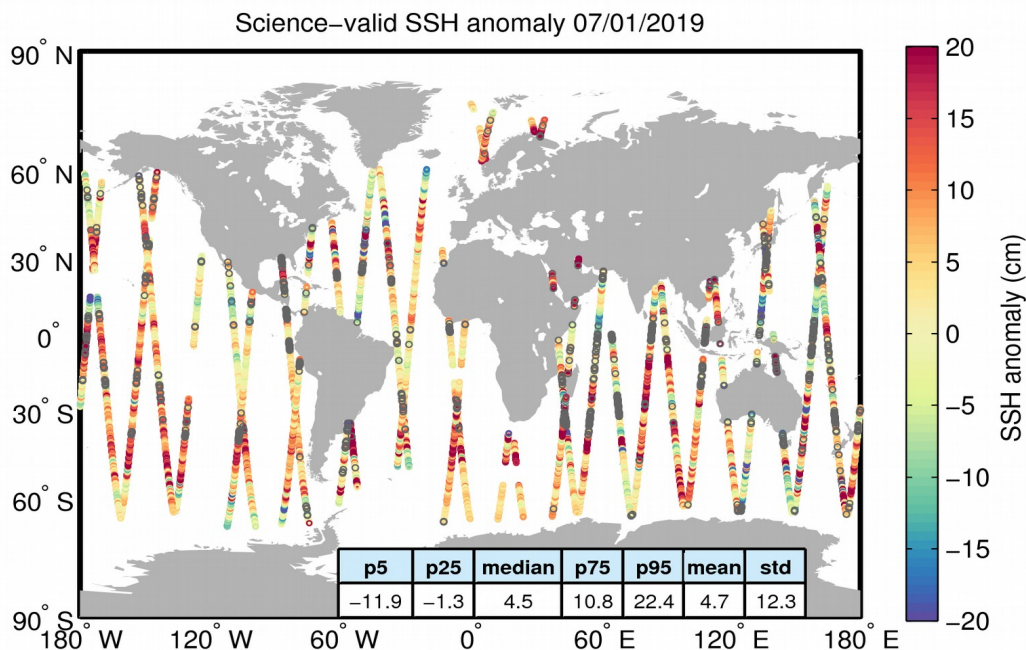 Science−valid SSH anomaly 07/01/2019
90° N
60° N
30° N
0°
30° S
60° S
90° S
180° W
120° W
60° W
0°
60° E
120° E
180° E
p5 p25 median p75 p95 mean std
−11.9 −1.3 4.5 10.8 22.4 4.7 12.3
20
15
10
5
0
−5
−10
−15
−20
SSH anomaly (cm)